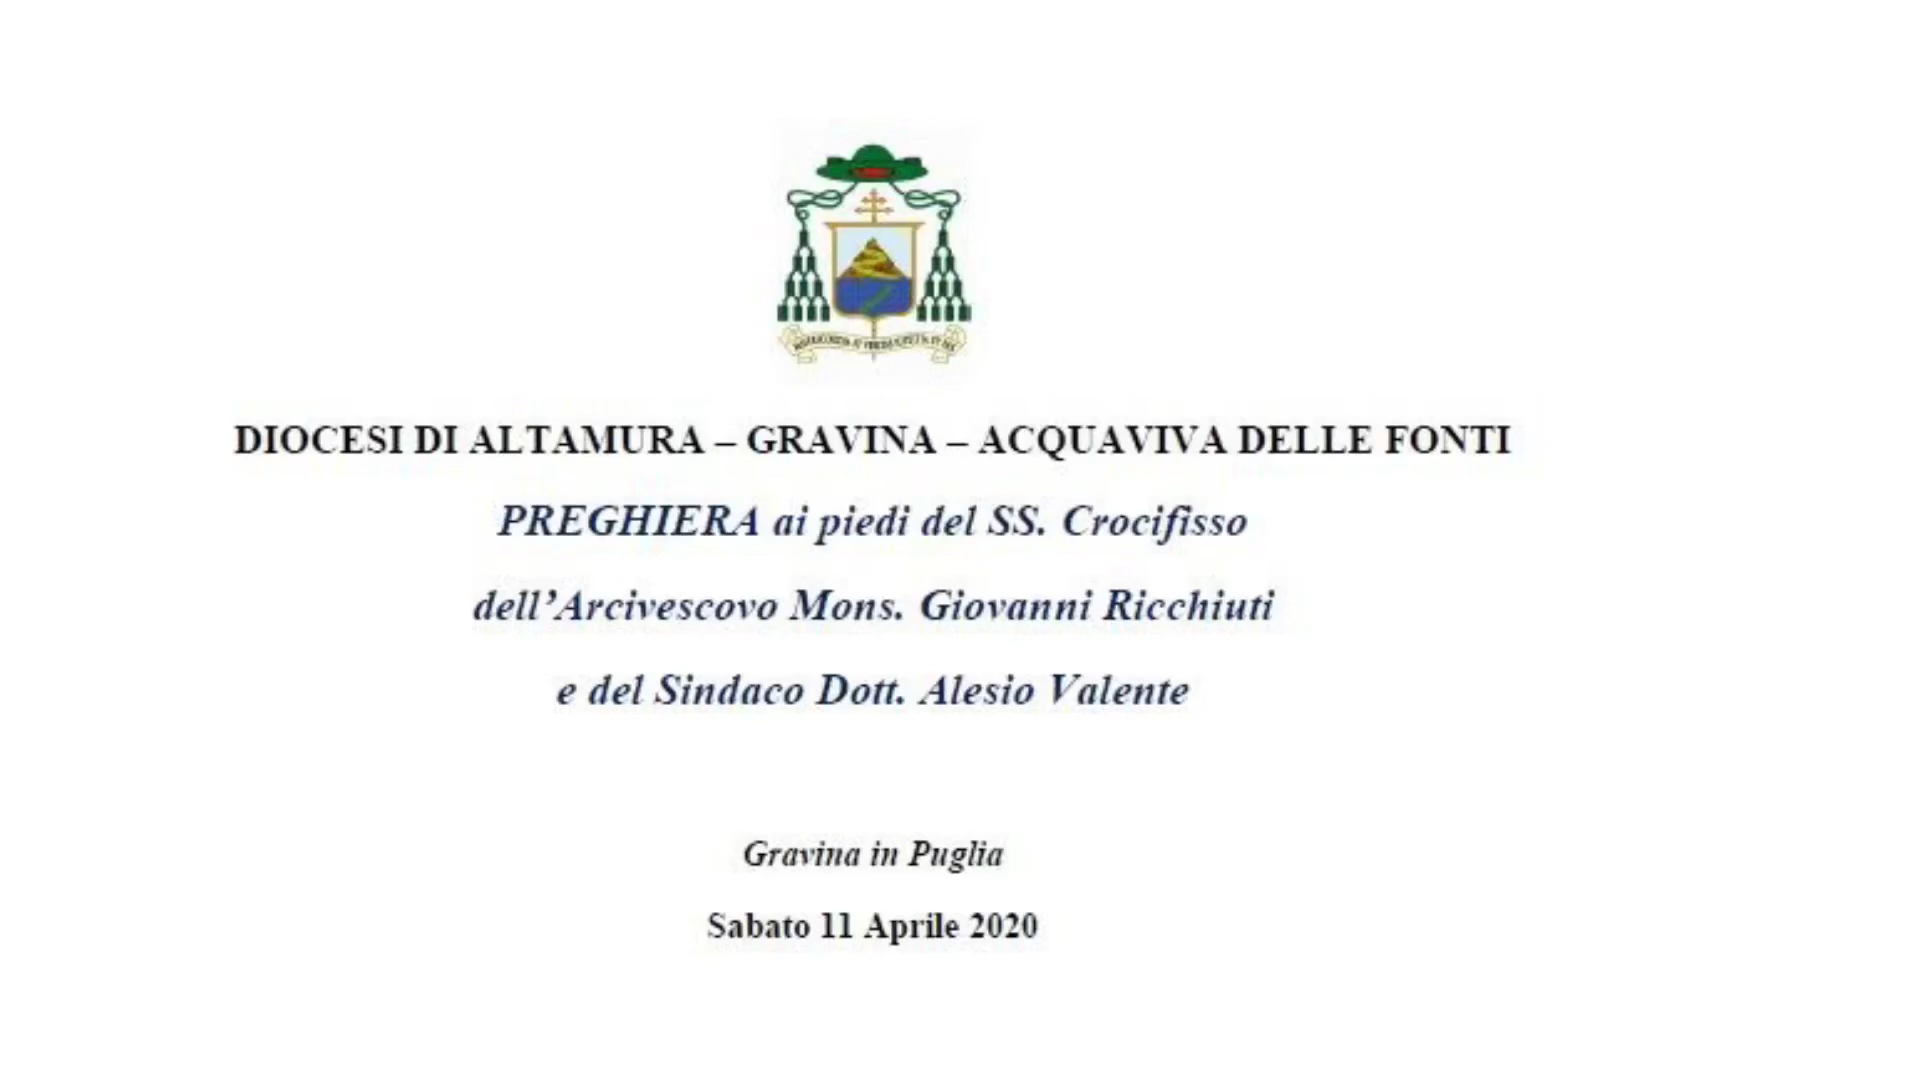 DIOCESI DI ALTAMURA – GRAVINA – ACQUAVIVA DELLE FONTI
PREGHIERA ai piedi del SS. Crocifisso
dell’Arcivescovo Mons. Giovanni Ricchiuti
e del Sindaco Dott. Alesio Valente
Gravina in Puglia
Sabato 11 Aprile 2020